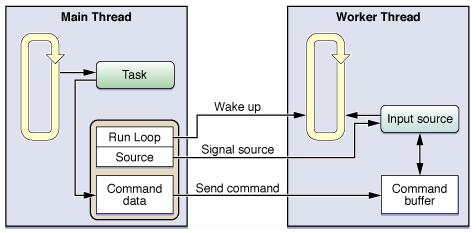 Main Thread
Task
Run Loop
Source
Command
data
Wake up
Signal source
Send command
Worker Thread
Input source
Command
buffer